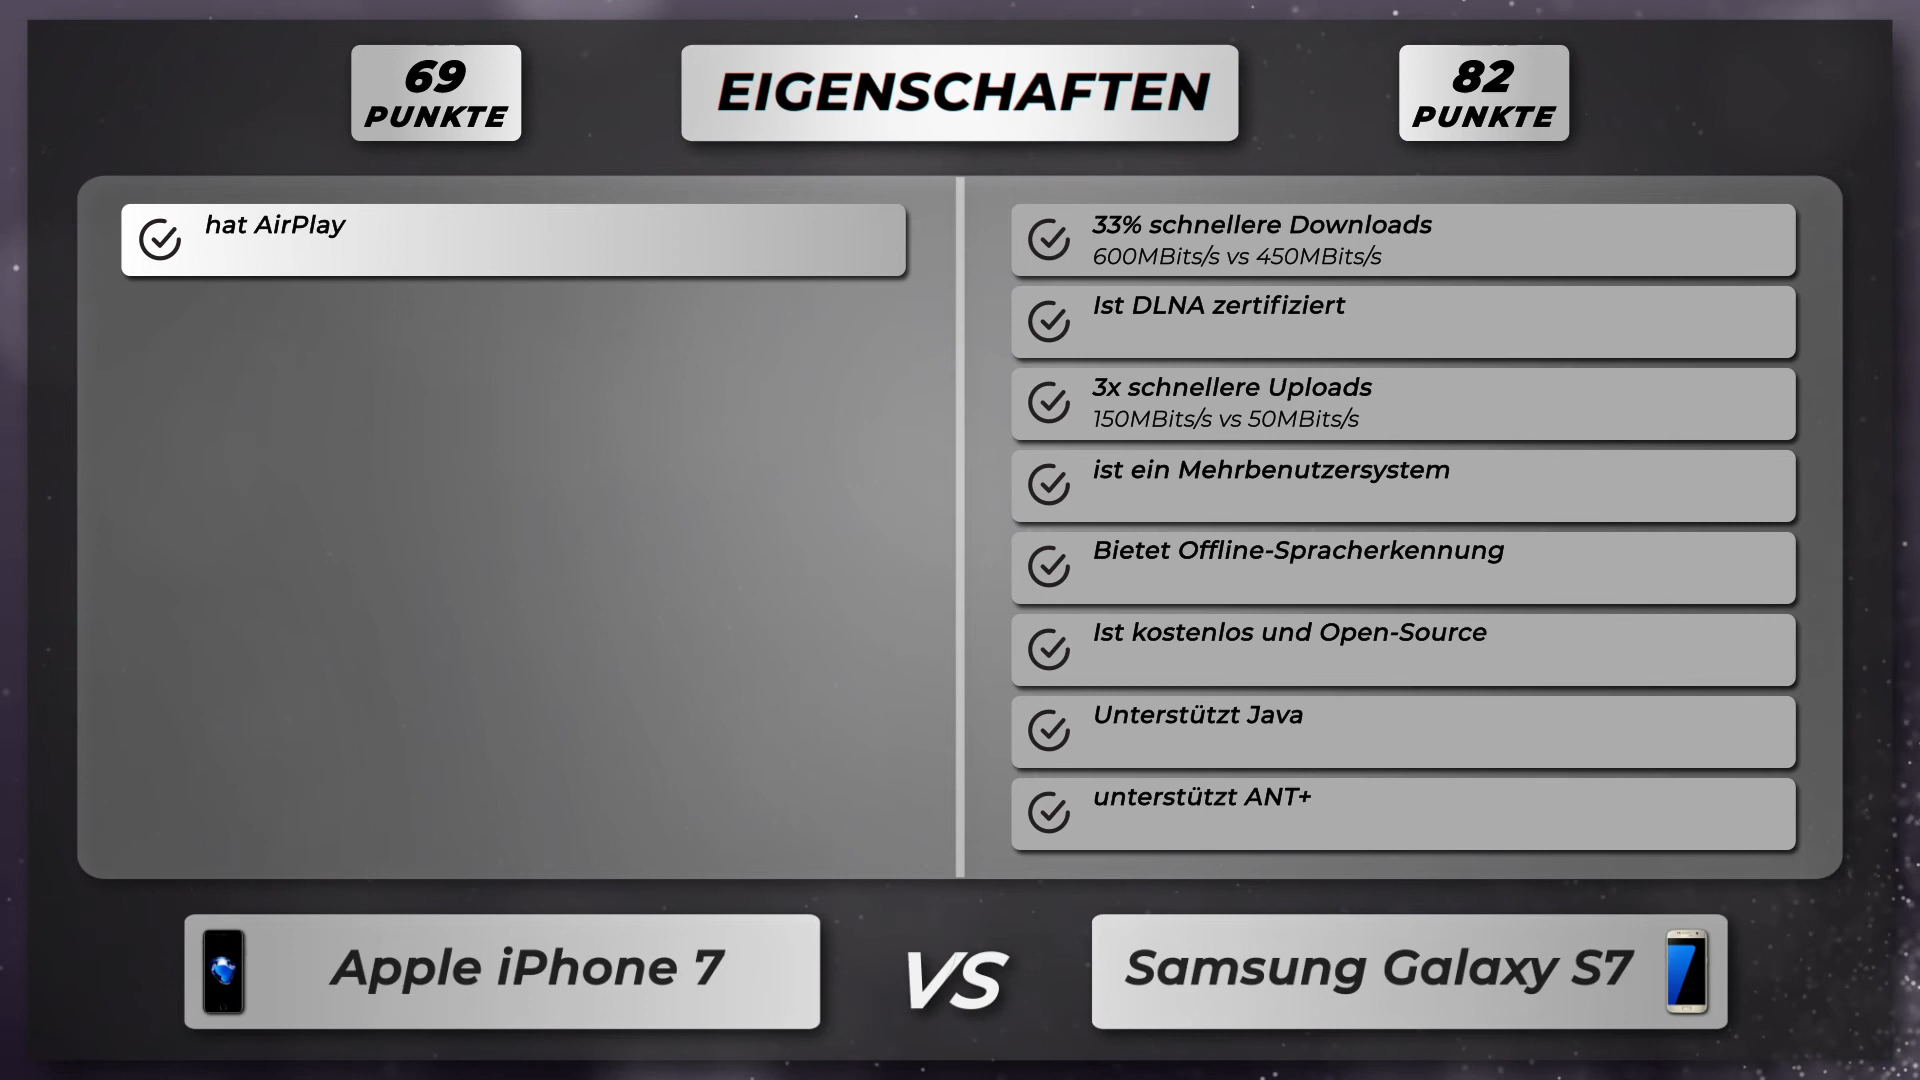 69
PUNKTE
EIGENSCHAFTEN
82
PUNKTE
hat AirPlay
33% schnellere Downloads
600MBits/s vs 450MBits/s
Ist DLNA zertifiziert
3x schnellere Uploads
150MBits/s vs 50MBits/s
ist ein Mehrbenutzersystem
Bietet Offline-Spracherkennung
Ist kostenlos und Open-Source
Unterstützt Java
unterstützt ANT+
Apple iPhone 7
VS
Samsung Galaxy S7